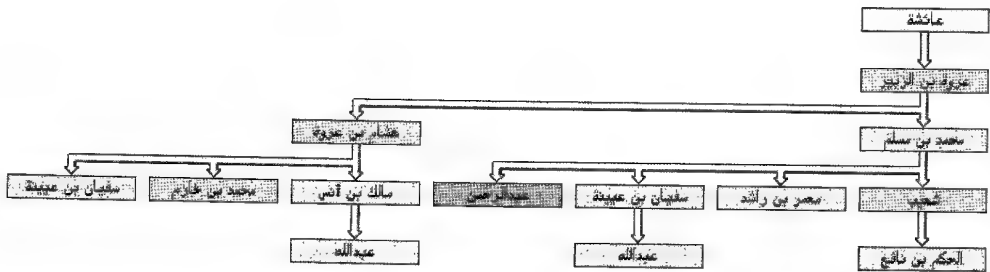 عائشة
عروة بن الزبير
محمد بن مسلم
هشام بن عروة
شعيب
معمر بن راشد
سفيان بن عيينة
عبدالرحمن
مالك بن أنس
محمد بن خازم
سفيان بن عيينة
الحكم بن نافع
عبدالله
عبدالله